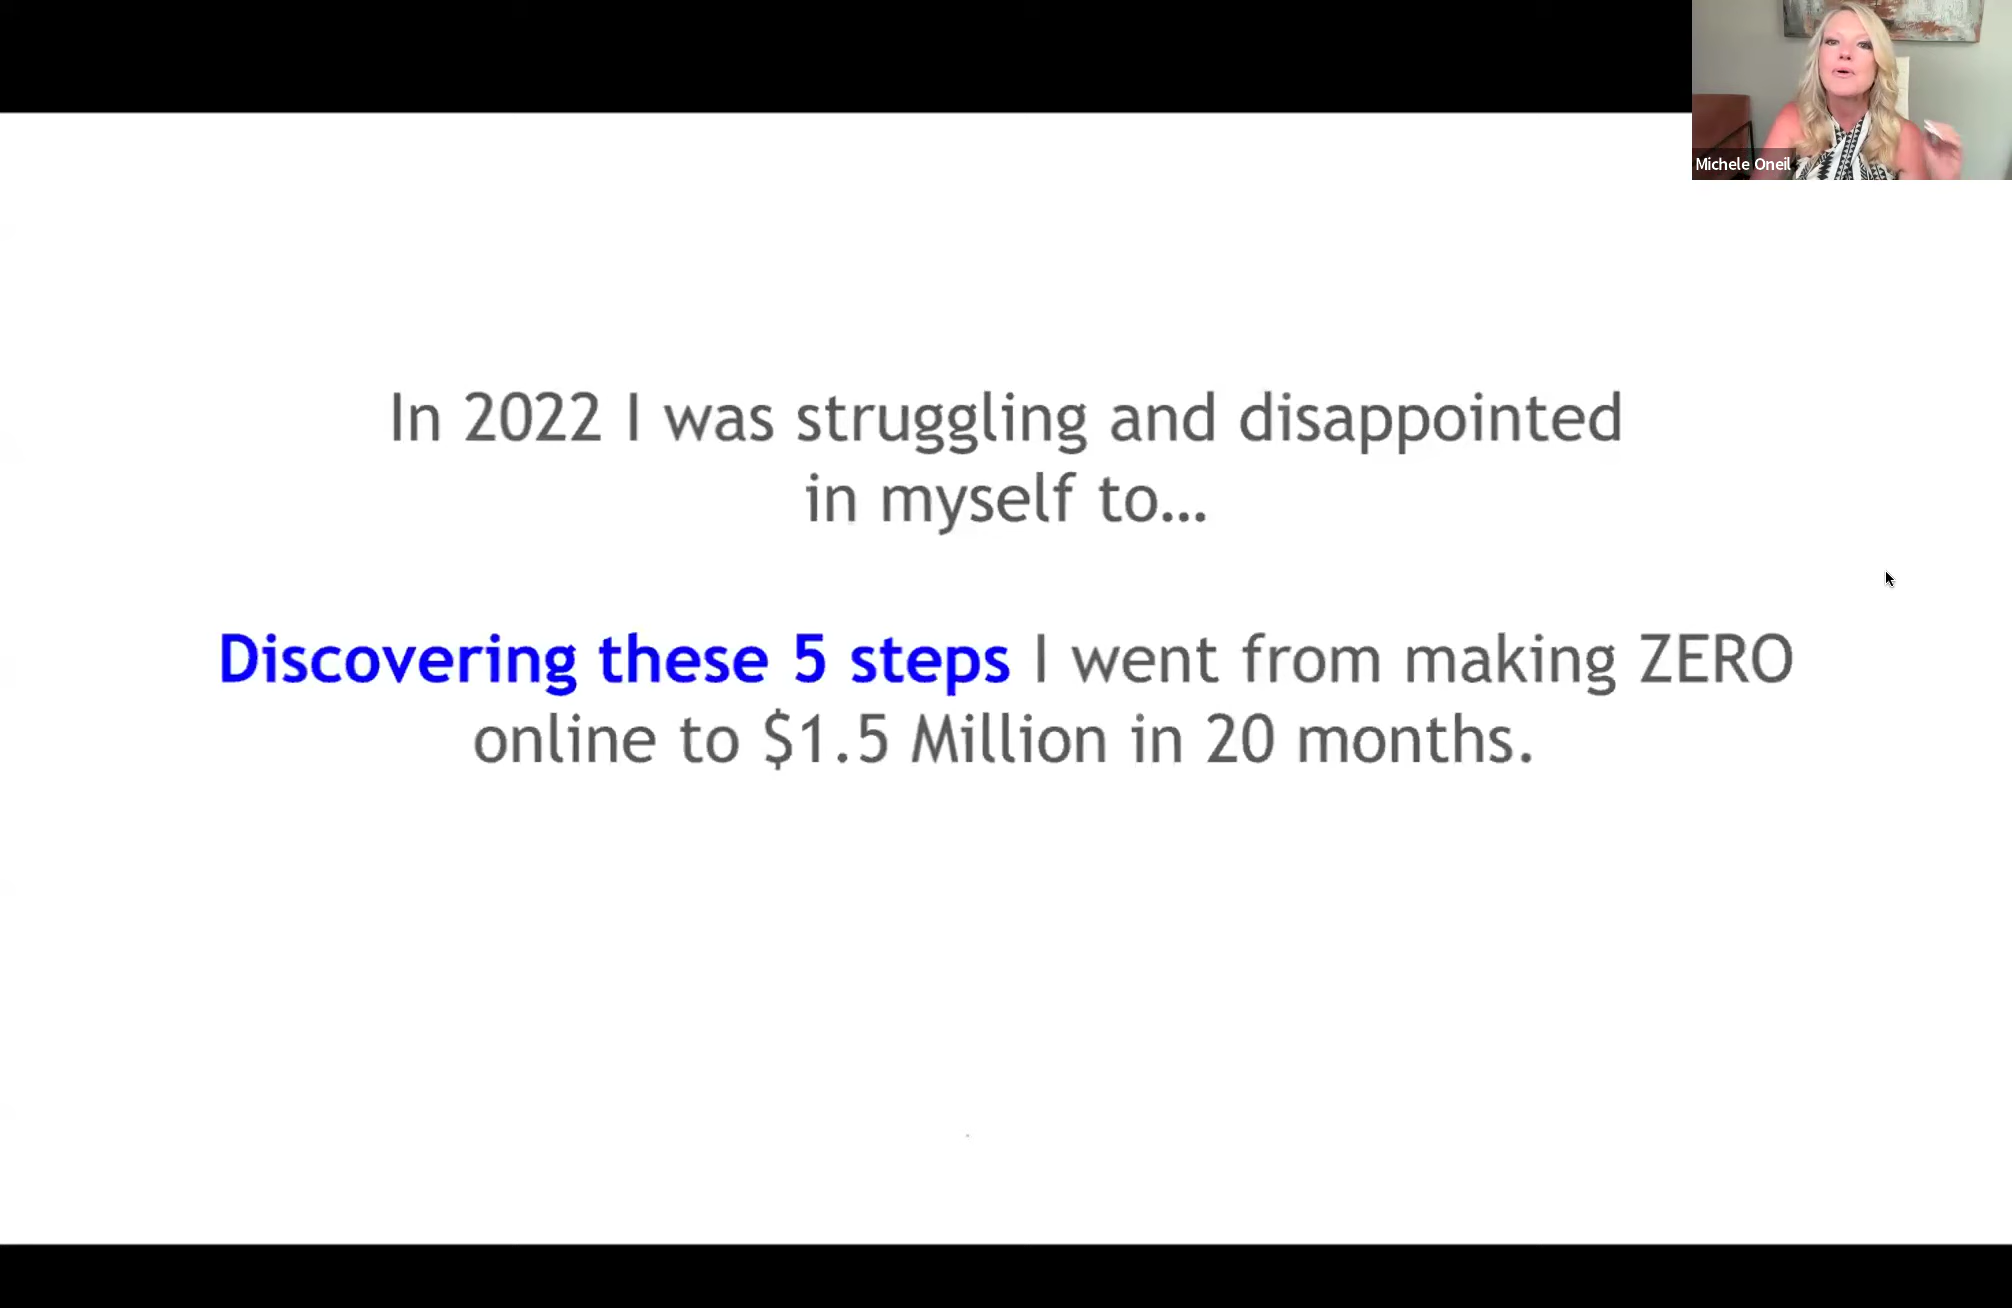 Michele Oneil
In 2022 I was struggling and disappointed
in myself to...
Discovering these 5 steps I went from making ZERO
online to $1.5 Million in 20 months.